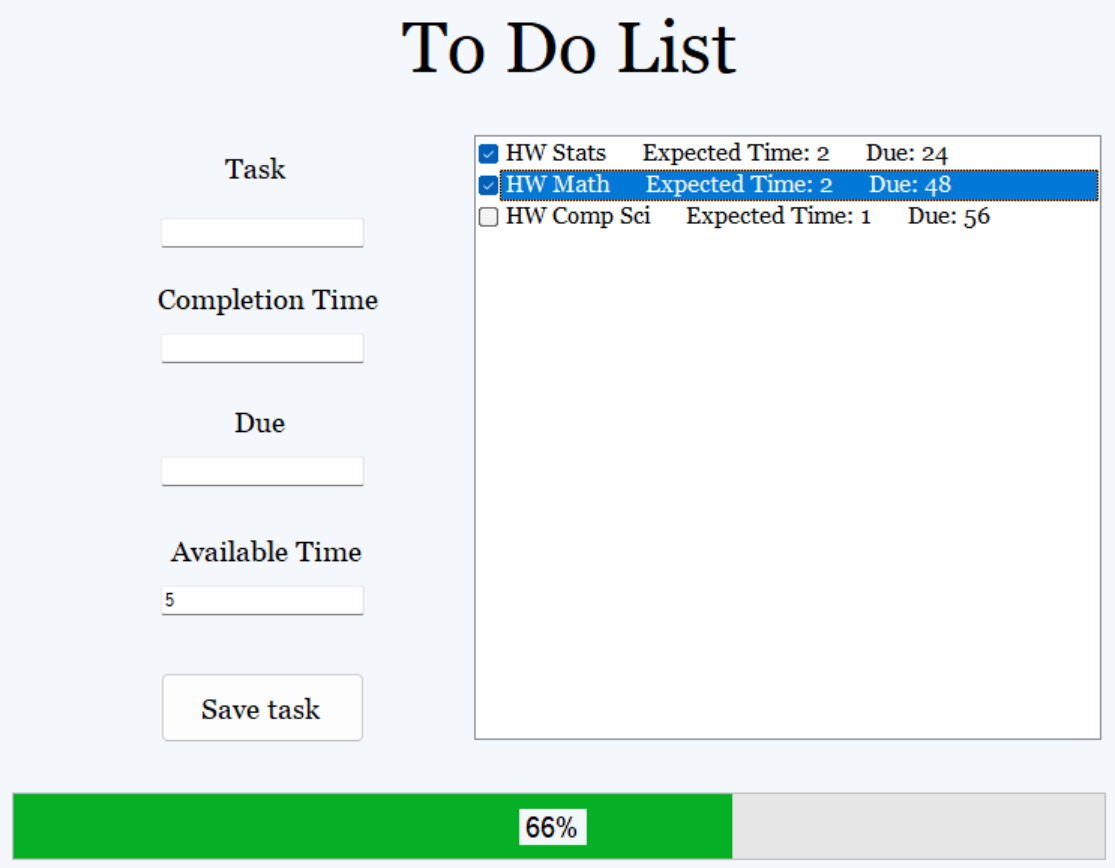 To Do List
Task
Completion Time
Due
Available Time
5
Save task
HW Stats Expected Time: 2 Due: 24
HW Math Expected Time: 2 Due: 48
HW Comp Sci Expected Time: 1 Due: 56
66%